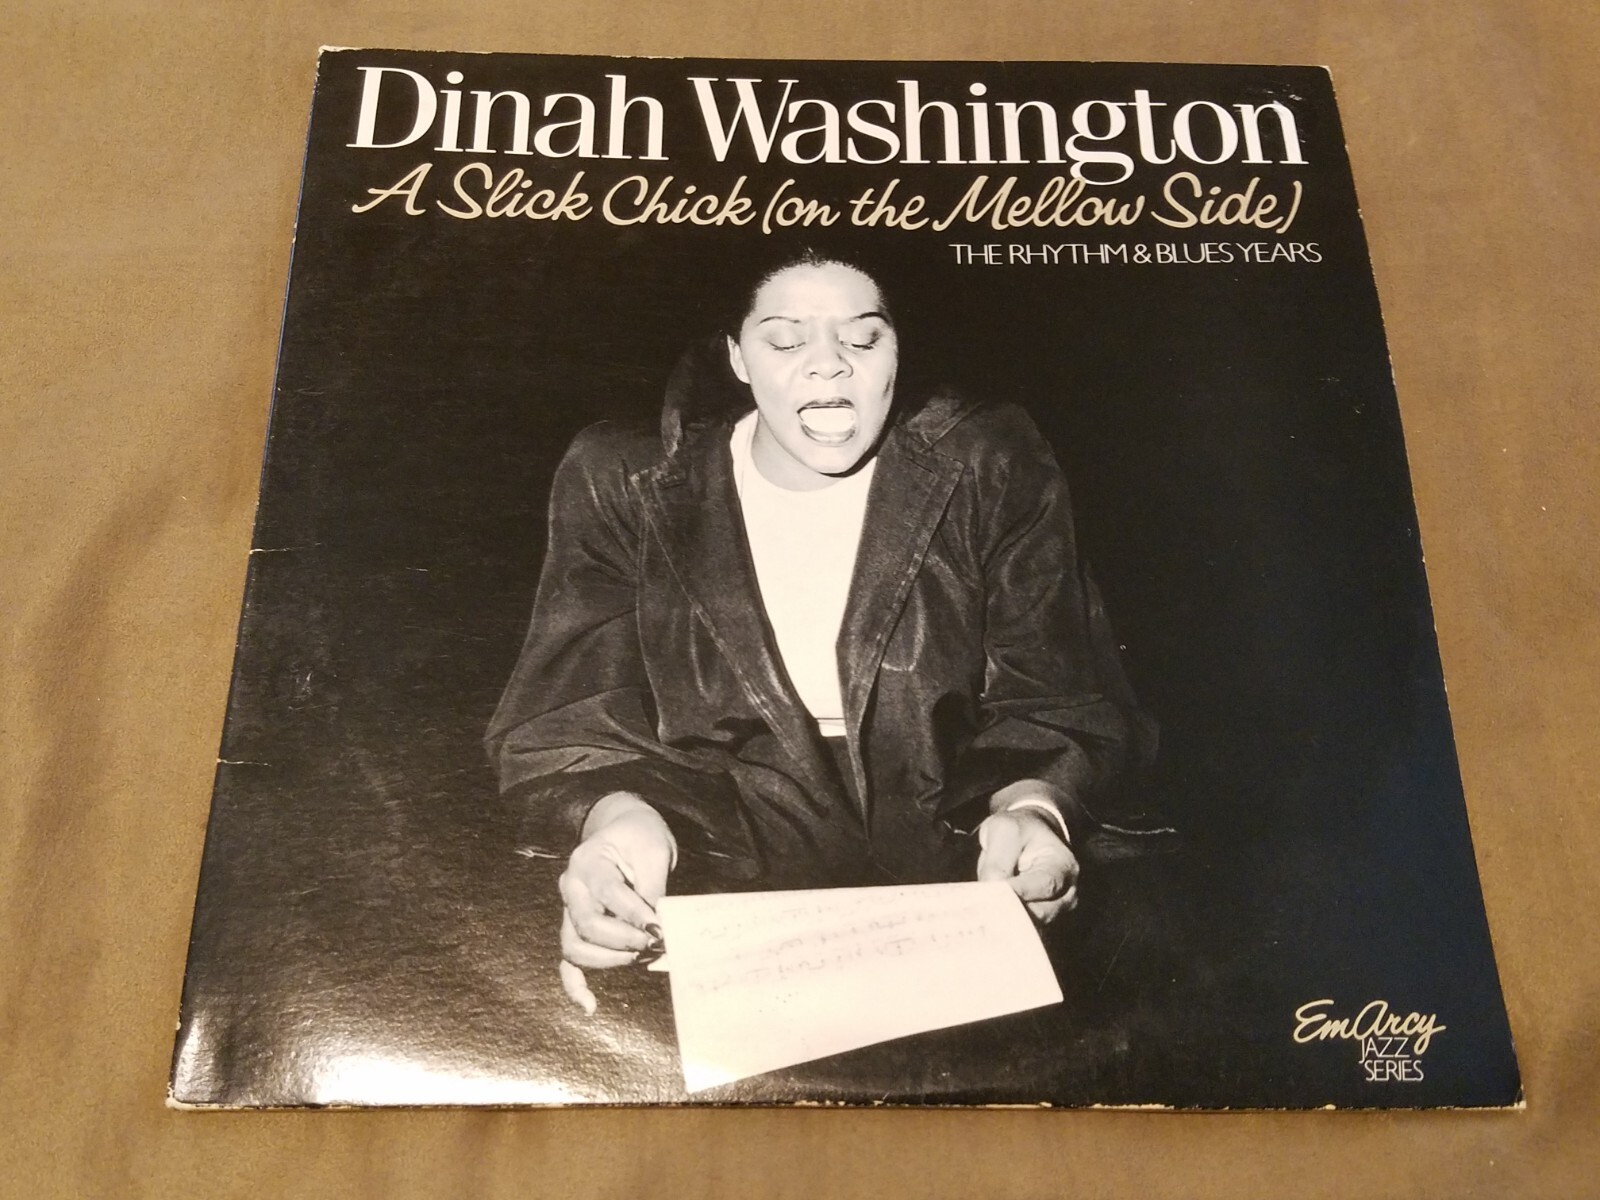 Dinah Washington
A Slick Chick (on the Mellow Side)
THE RHYTHM & BLUES YEARS
EmArcy
JAZZ
SERIES